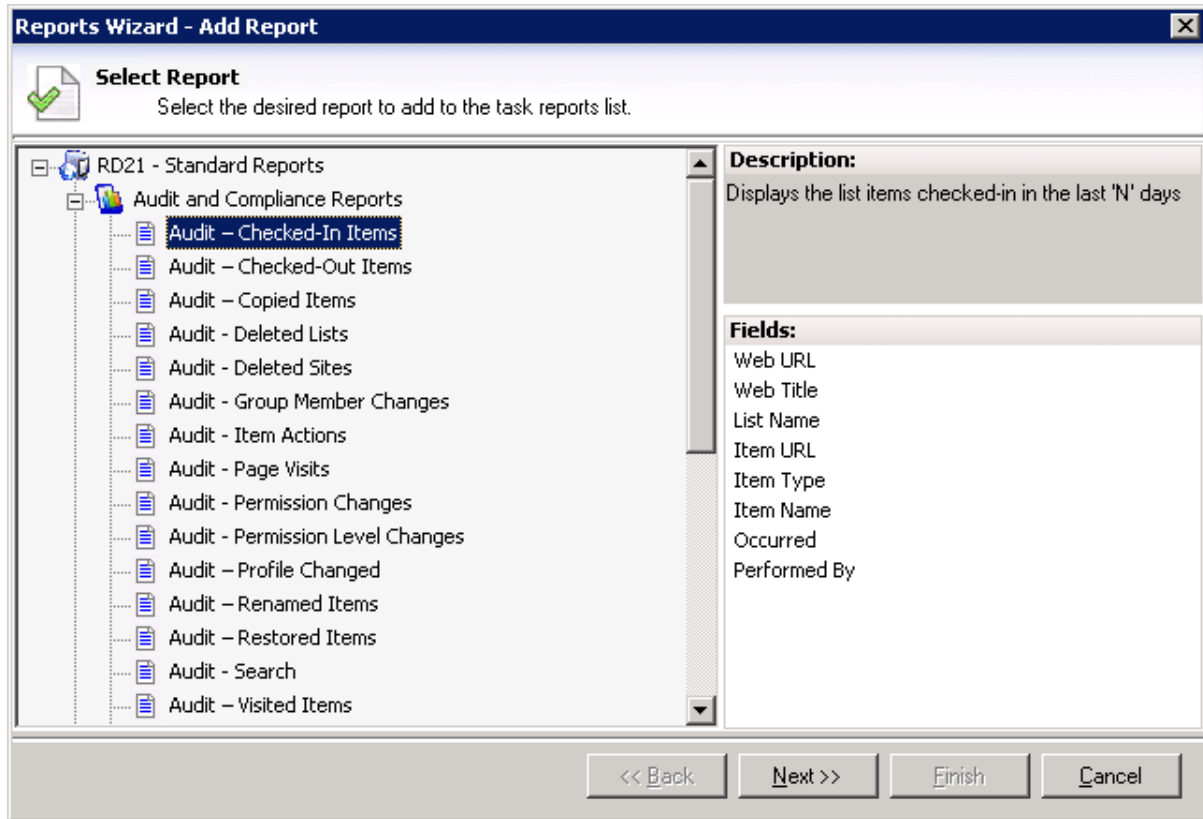 Reports Wizard - Add Report
Select Report
Select the desired report to add to the task reports list.
RD21 - Standard Reports
Audit and Compliance Reports
Audit – Checked-In Items
Audit – Checked-Out Items
Audit – Copied Items
Audit - Deleted Lists
Audit - Deleted Sites
Audit - Group Member Changes
Audit - Item Actions
Audit - Page Visits
Audit - Permission Changes
Audit - Permission Level Changes
Audit – Profile Changed
Audit – Renamed Items
Audit – Restored Items
Audit - Search
Audit – Visited Items
Description:
Displays the list items checked-in in the last 'N' days
Fields:
Web URL
Web Title
List Name
Item URL
Item Type
Item Name
Occurred
Performed By
<< Back
Next >>
Finish
Cancel